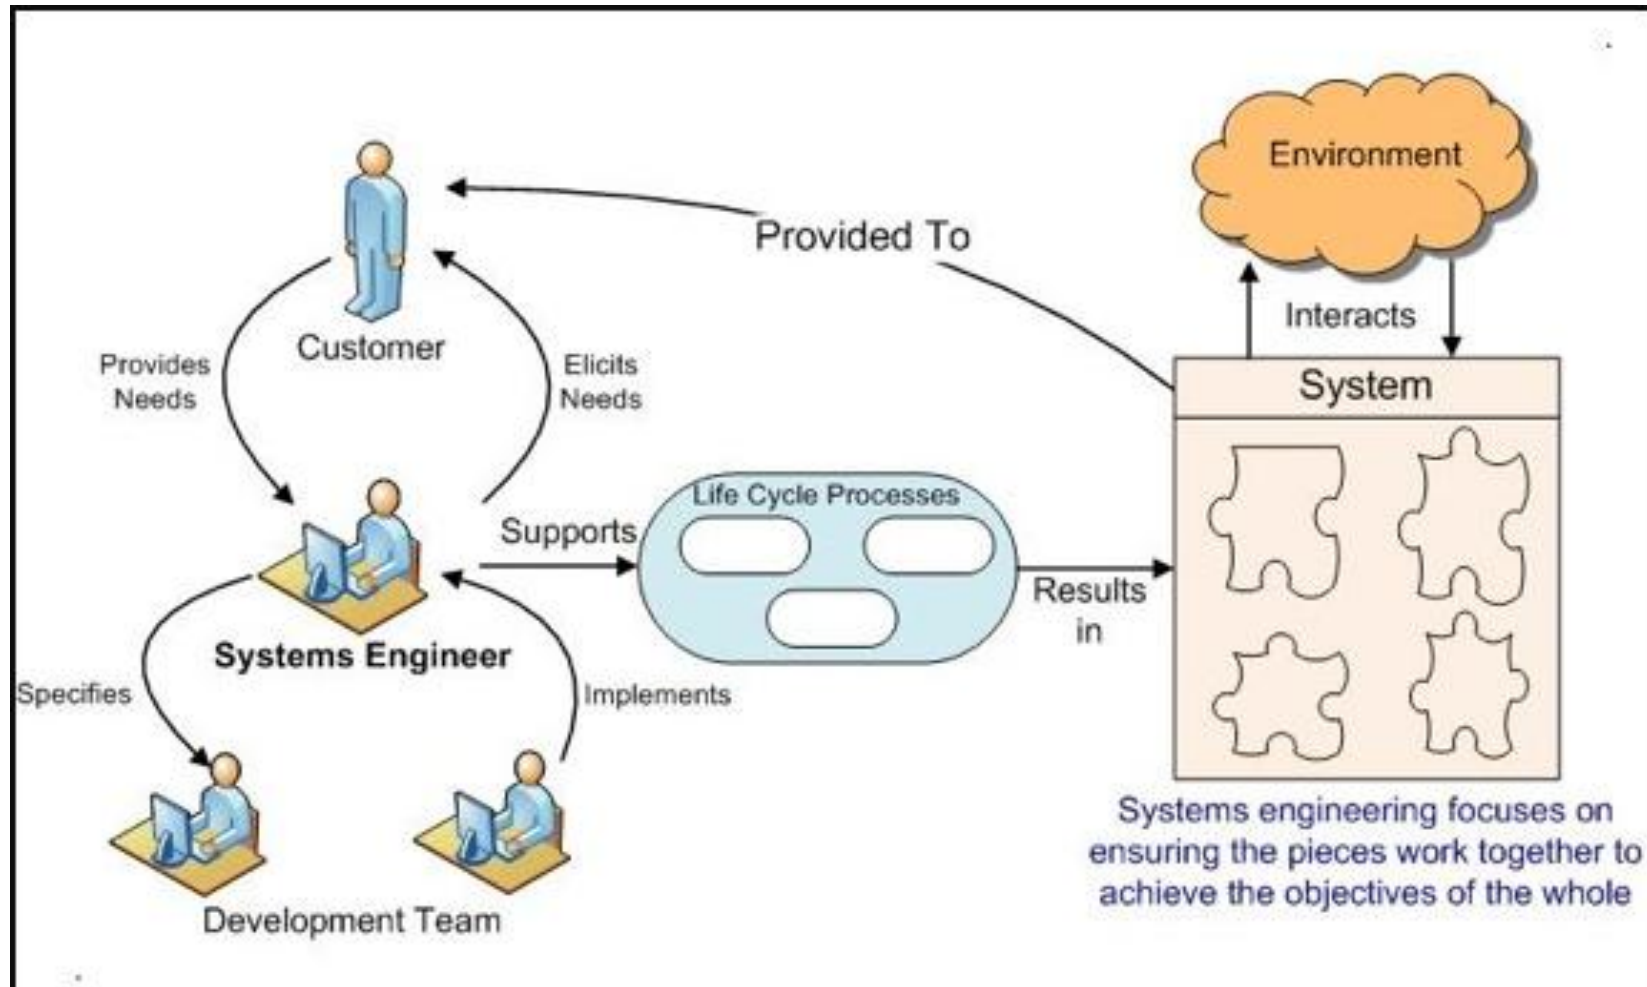 Environment
Provided To
Interacts
Customer
Provides
Needs
Elicits
Needs
System
Supports
Life Cycle Processes
Results
in
Systems Engineer
Specifies
Implements
Development Team
Systems engineering focuses on
ensuring the pieces work together to
achieve the objectives of the whole